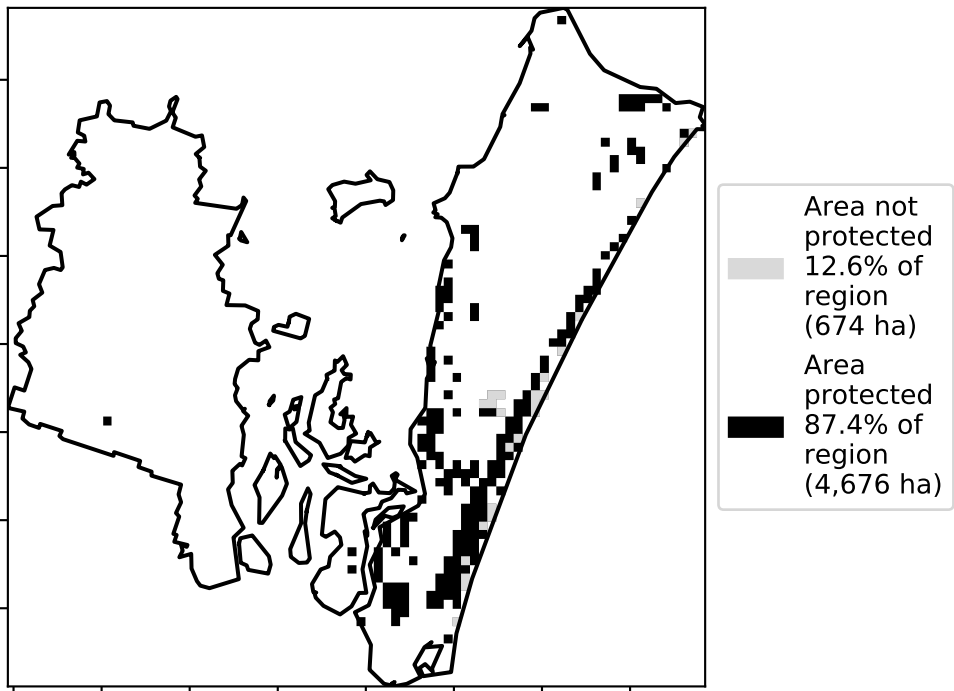 Area not
protected
12.6% of
region
(674 ha)
Area
protected
87.4% of
region
(4,676 ha)